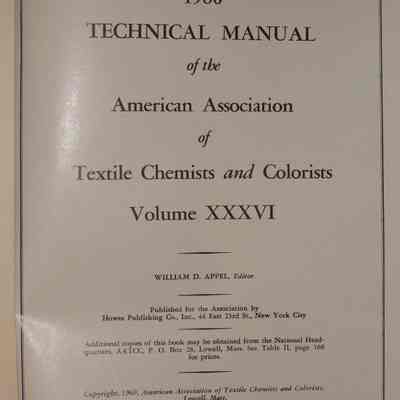 1960
TECHNICAL MANUAL
of the
American Association
of
Textile Chemists and Colorists
Volume XXXVI
WILLIAM D. APPEL, Editor
Published for the Association by
Howes Publishing Co., Inc., 44 East 23rd St., New York City
Additional copies of this book may be obtained from the National Head-
quarters, AATCC, P. O. Box 28, Lowell, Mass. See Table II, page 168
for prices.
Copyright, 1960, American Association of Textile Chemists and Colorists,
Lowell, Mass.